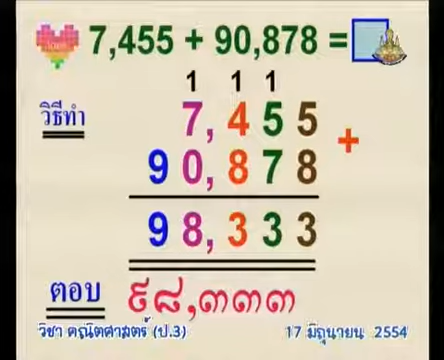 7,455 + 90,878 =
1 1 1
วิธีทำ 7,455 +
90,878
98,333
ตอบ ๙๘,๓๓๓
วิชา คณิตศาสตร์ (ป.3) 17 มิถุนายน 2554